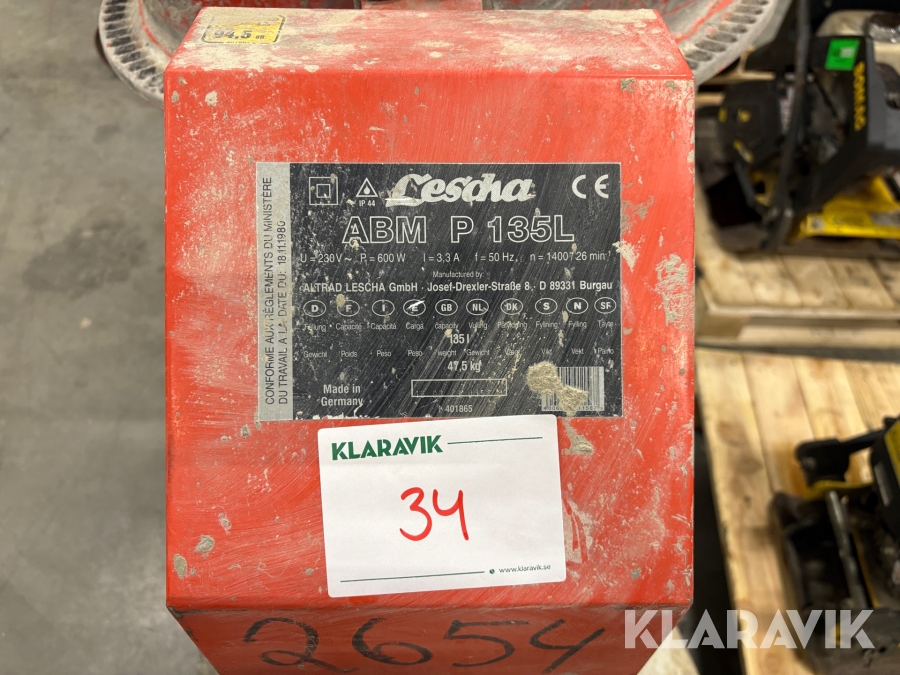 94,5
CONFORME AUX RÈGLEMENTS DU MINISTÈRE
DU TRAVAIL A LA DATE DU: 18.11.1986
IP 44
Lescha
CE
ABM P 135L
U = 230V ~ P₁ = 600 W I = 3,3 A f = 50 Hz, n = 1400 / 26 min
Manufactured by:
ALTRAD LESCHA GmbH · Josef-Drexler-Straße 8 · D 89331 Burgau
D F I E GB NL DK S N SF
Füllung Capacité Capacità Carga capacity Vulling Påfyldning Fyllning Fylling Täyte
135 l
Gewicht Poids Peso Peso weight Gewicht Vægt Vikt Vekt Paino
47,5 kg
Made in
Germany
401865
KLARAVIK
34
www.klaravik.se
2654
KLARAVIK